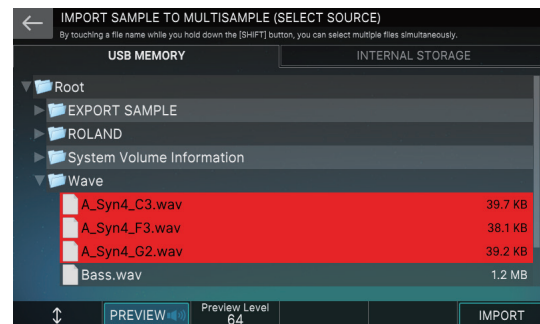 IMPORT SAMPLE TO MULTISAMPLE (SELECT SOURCE)
By touching a file name while you hold down the [SHIFT] button, you can select multiple files simultaneously.
USB MEMORY
INTERNAL STORAGE
Root
EXPORT SAMPLE
ROLAND
System Volume Information
Wave
A_Syn4_C3.wav 39.7 KB
A_Syn4_F3.wav 38.1 KB
A_Syn4_G2.wav 39.2 KB
Bass.wav 1.2 MB
PREVIEW
Preview Level
64
IMPORT